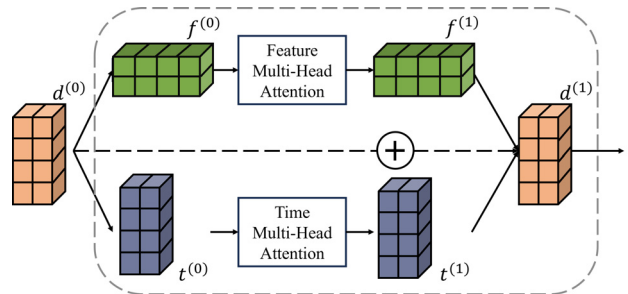 f^(0)
f^(1)
Feature
Multi-Head
Attention
d^(0)
d^(1)
+
Time
Multi-Head
Attention
t^(0)
t^(1)